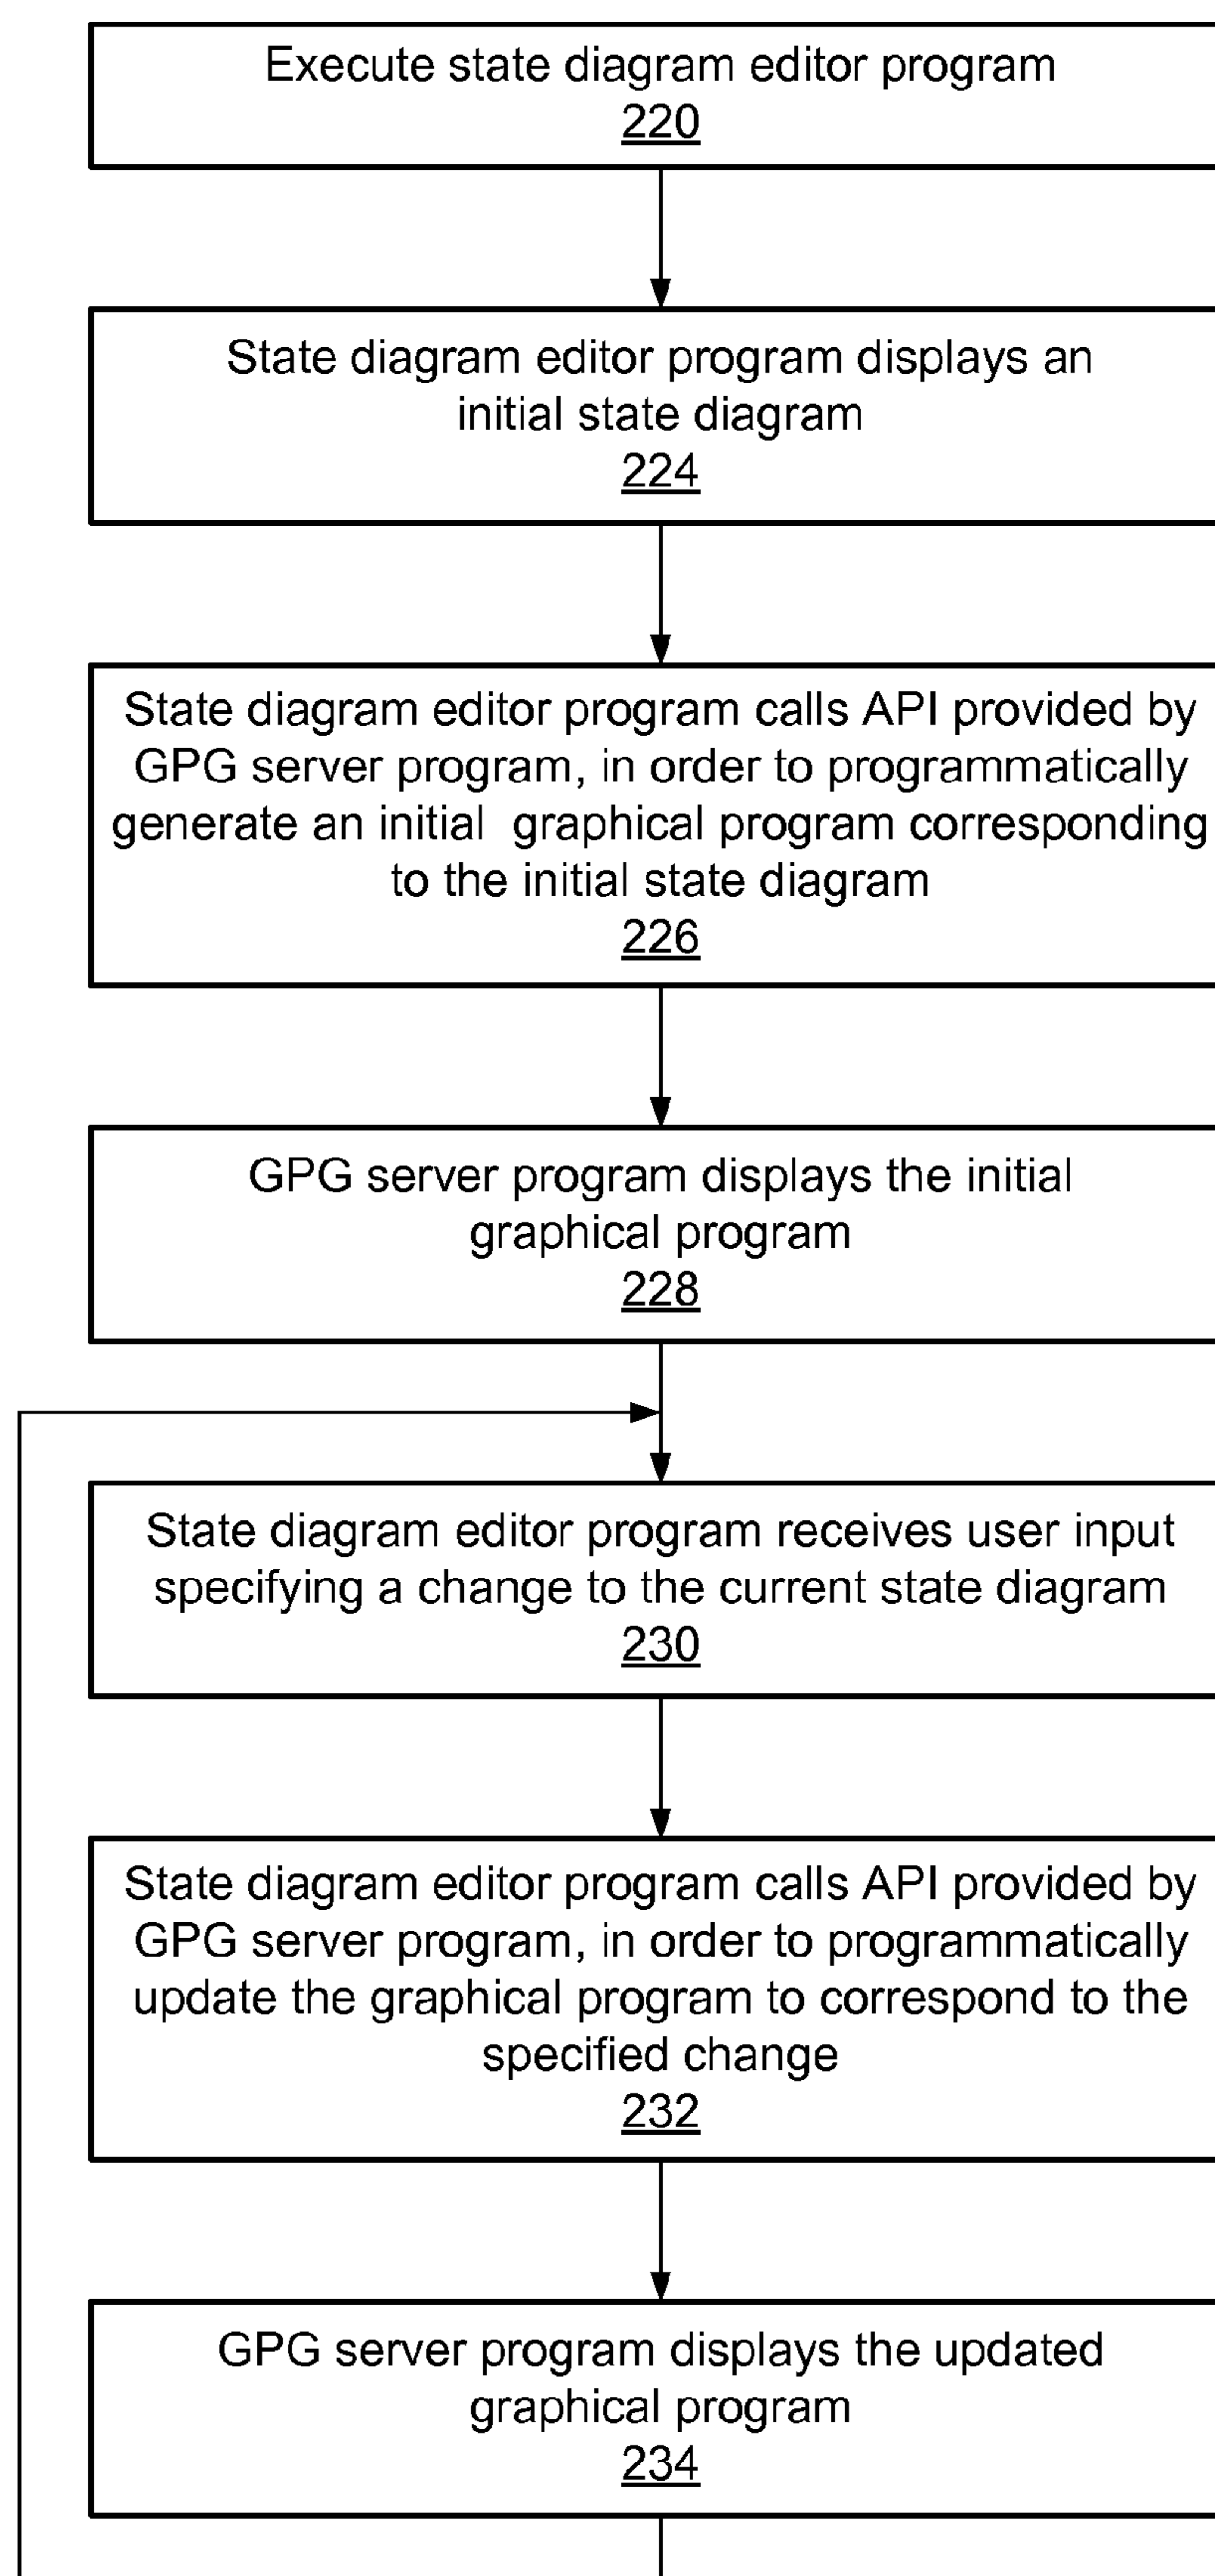 Execute state diagram editor program
220
State diagram editor program displays an
initial state diagram
224
State diagram editor program calls API provided by
GPG server program, in order to programmatically
generate an initial graphical program corresponding
to the initial state diagram
226
GPG server program displays the initial
graphical program
228
State diagram editor program receives user input
specifying a change to the current state diagram
230
State diagram editor program calls API provided by
GPG server program, in order to programmatically
update the graphical program to correspond to the
specified change
232
GPG server program displays the updated
graphical program
234